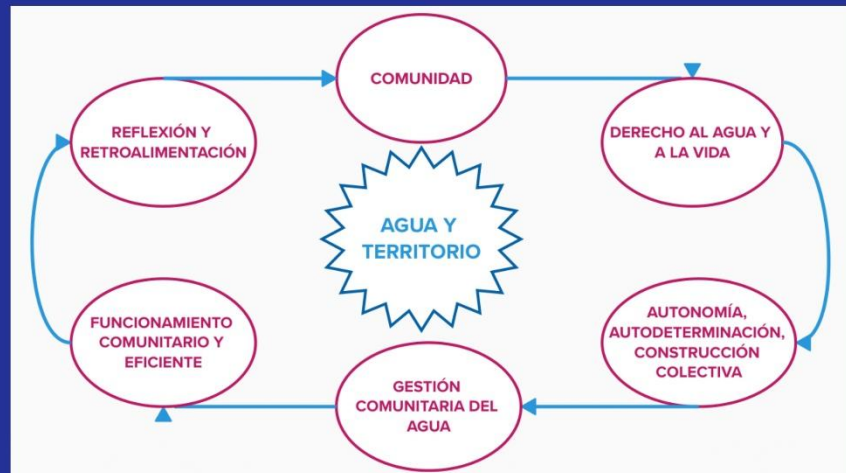 COMUNIDAD
DERECHO AL AGUA Y
A LA VIDA
AUTONOMÍA,
AUTODETERMINACIÓN,
CONSTRUCCIÓN
COLECTIVA
GESTIÓN
COMUNITARIA DEL
AGUA
FUNCIONAMIENTO
COMUNITARIO Y
EFICIENTE
REFLEXIÓN Y
RETROALIMENTACIÓN
AGUA Y
TERRITORIO